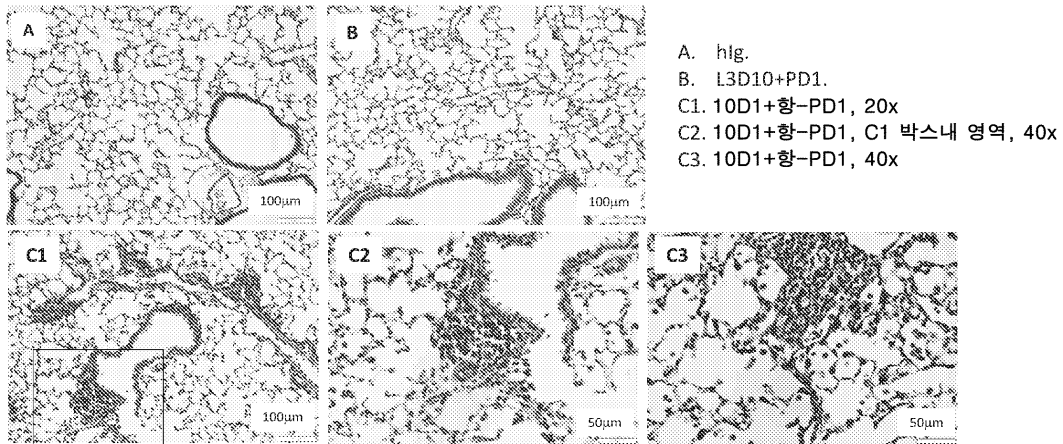 A
100μm
B
100μm
A. hIg.
B. L3D10+PD1.
C1. 10D1+항-PD1, 20x
C2. 10D1+항-PD1, C1 박스내 영역, 40x
C3. 10D1+항-PD1, 40x
C1
100μm
C2
50μm
C3
50μm